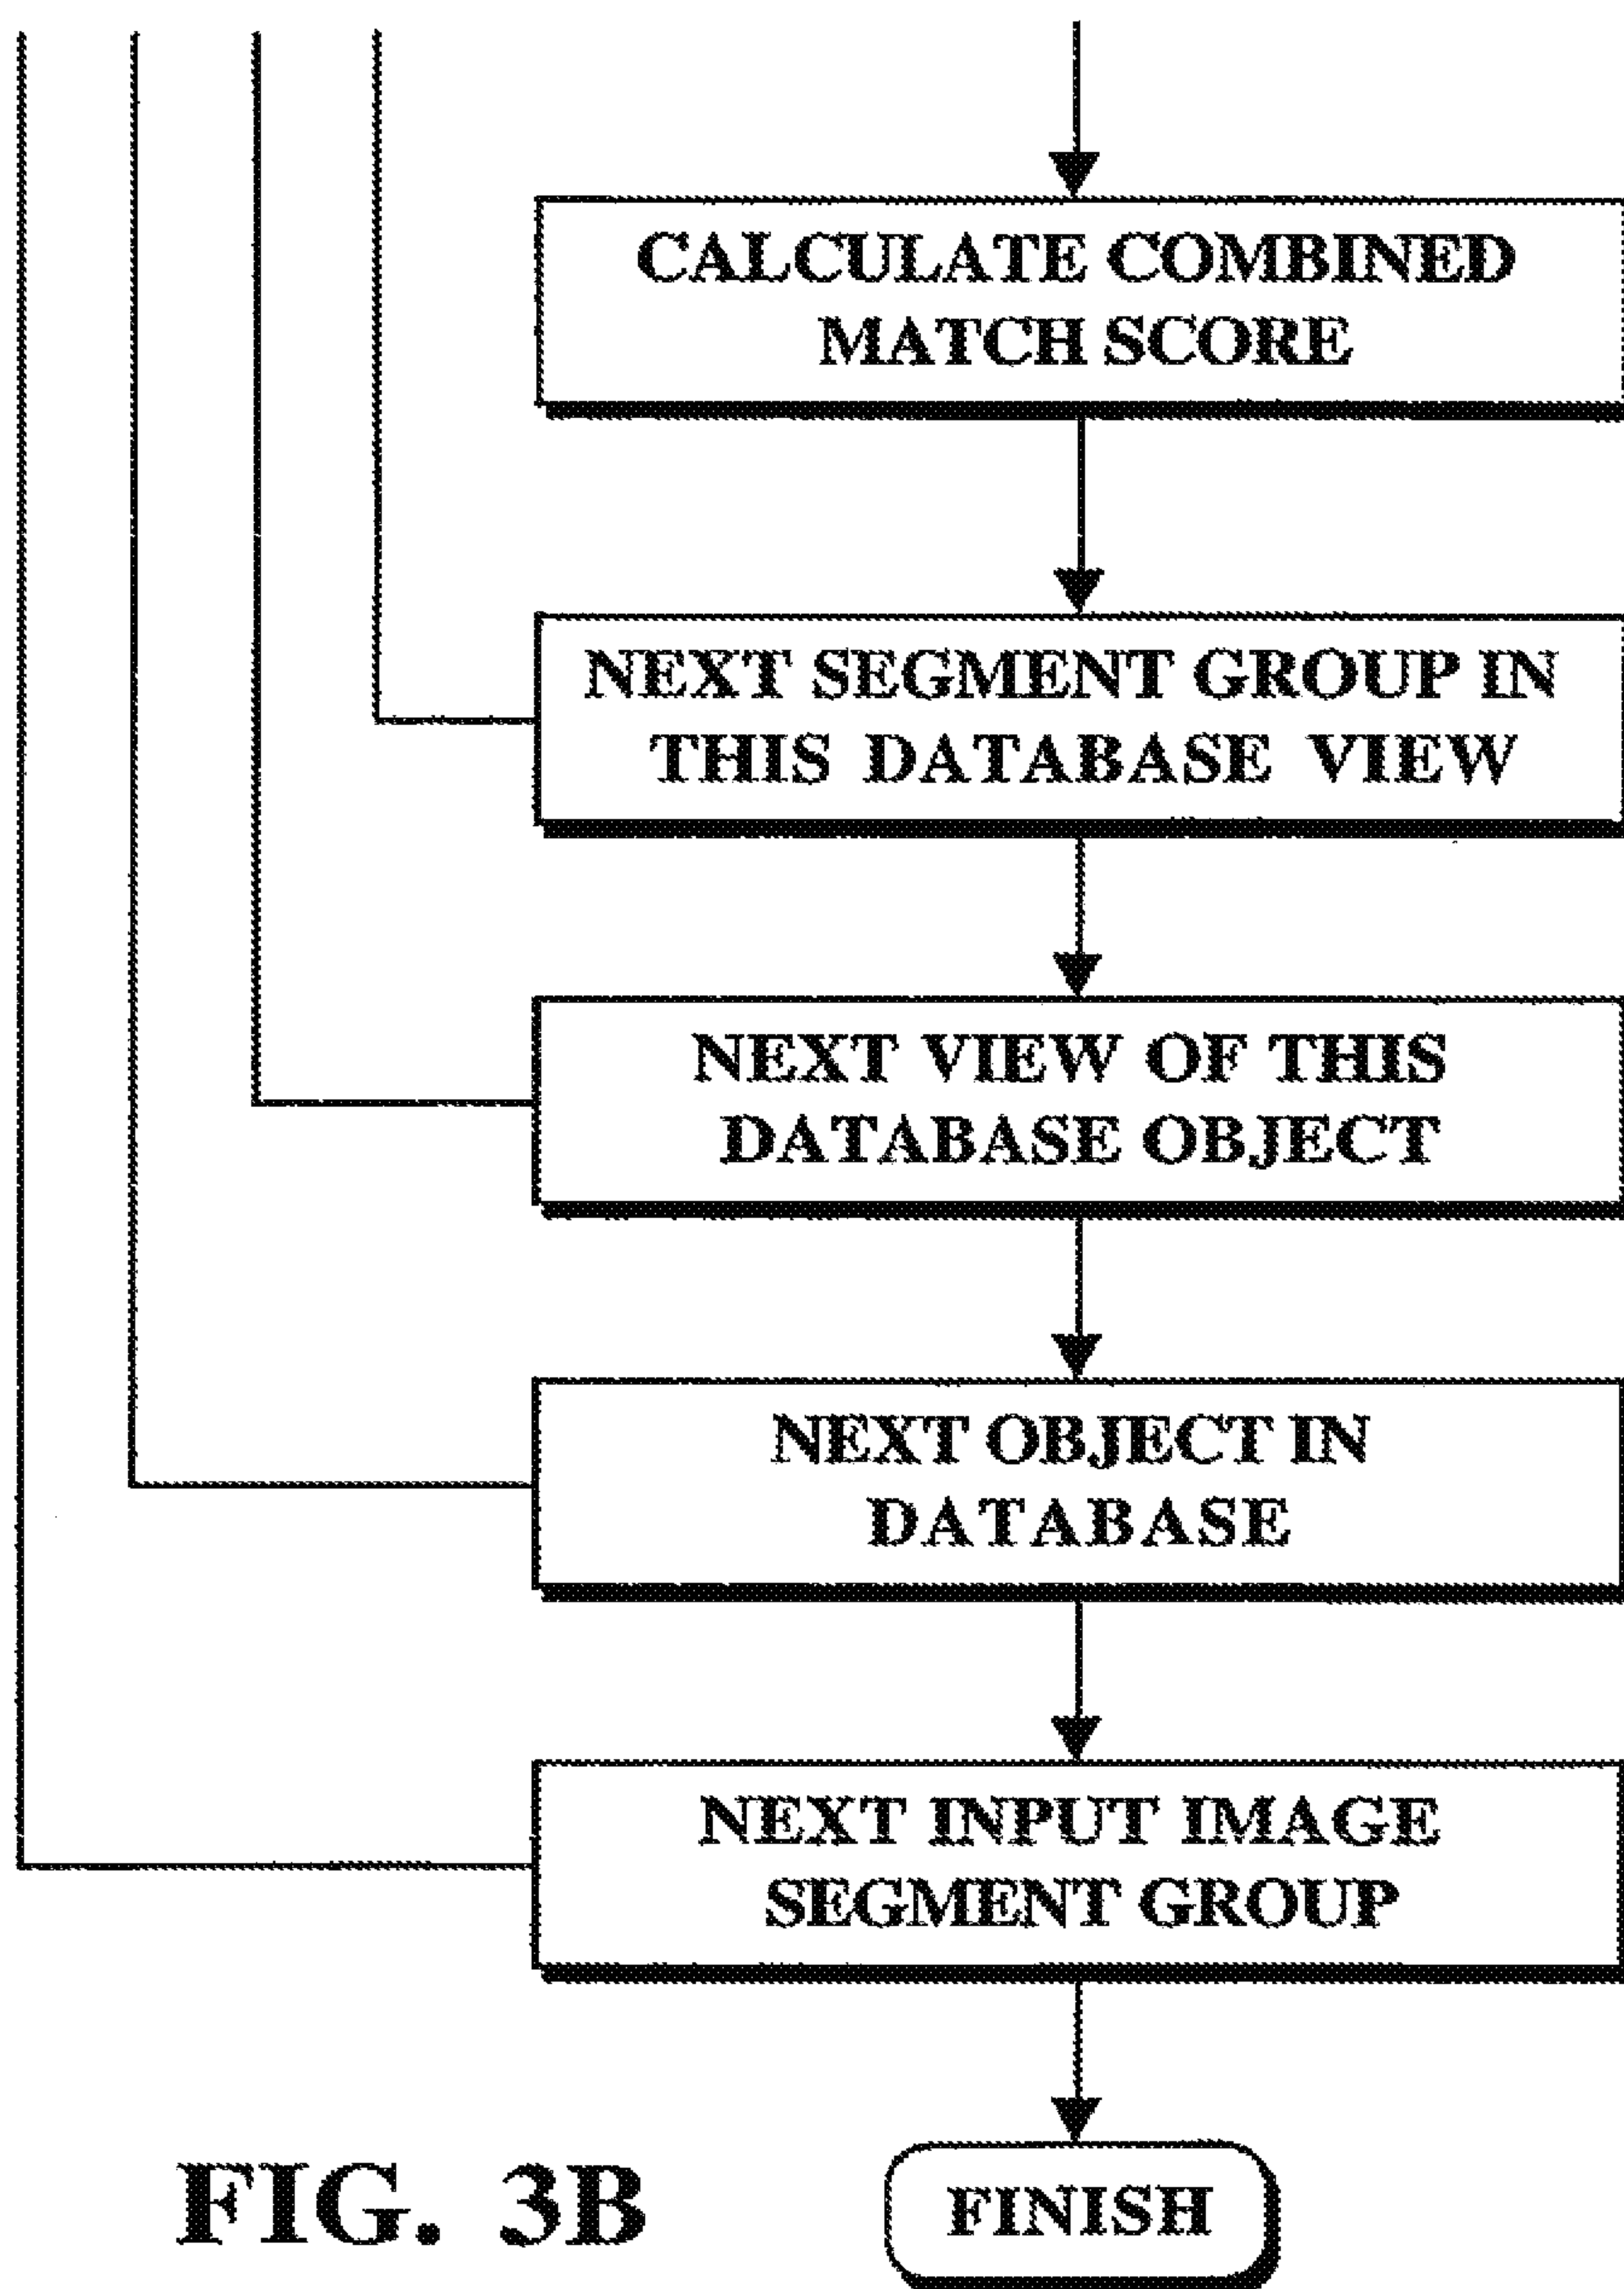 CALCULATE COMBINED
MATCH SCORE
NEXT SEGMENT GROUP IN
THIS DATABASE VIEW
NEXT VIEW OF THIS
DATABASE OBJECT
NEXT OBJECT IN
DATABASE
NEXT INPUT IMAGE
SEGMENT GROUP
FINISH
FIG. 3B